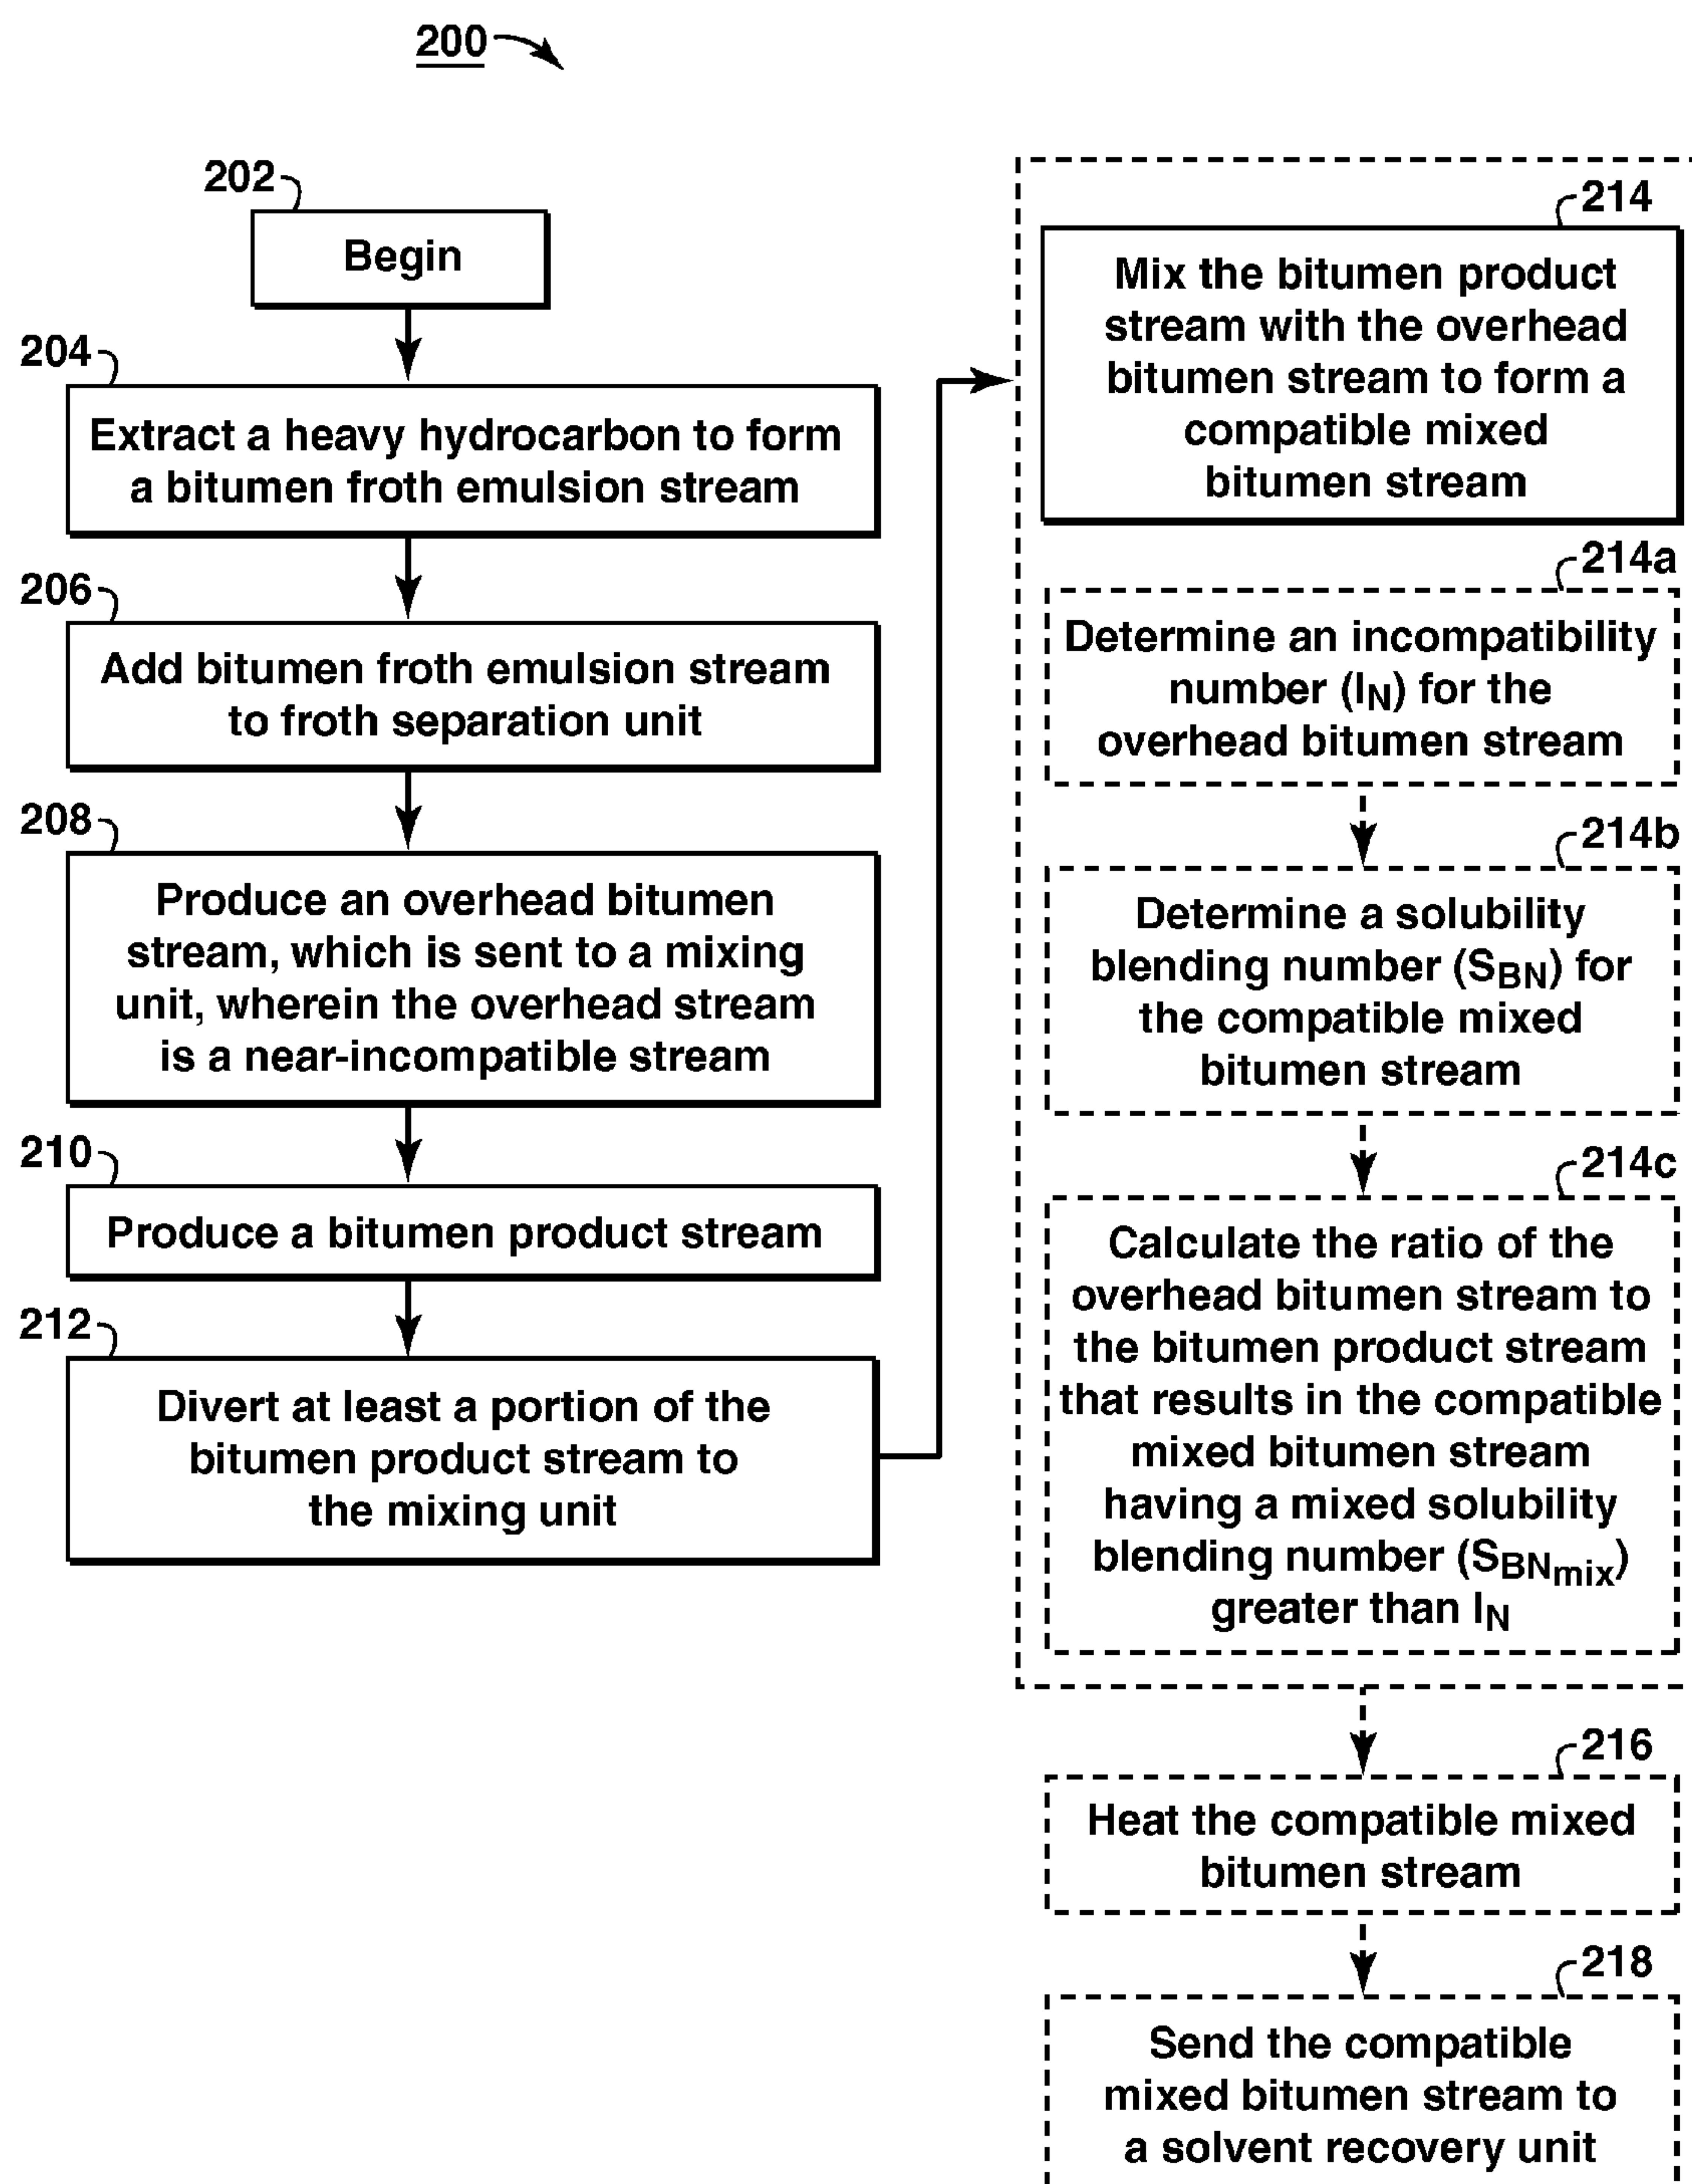 200
202
Begin
204
Extract a heavy hydrocarbon to form
a bitumen froth emulsion stream
206
Add bitumen froth emulsion stream
to froth separation unit
208
Produce an overhead bitumen
stream, which is sent to a mixing
unit, wherein the overhead stream
is a near-incompatible stream
210
Produce a bitumen product stream
212
Divert at least a portion of the
bitumen product stream to
the mixing unit
214
Mix the bitumen product
stream with the overhead
bitumen stream to form a
compatible mixed
bitumen stream
214a
Determine an incompatibility
number (IN) for the
overhead bitumen stream
214b
Determine a solubility
blending number (SBN) for
the compatible mixed
bitumen stream
214c
Calculate the ratio of the
overhead bitumen stream to
the bitumen product stream
that results in the compatible
mixed bitumen stream
having a mixed solubility
blending number (SBNmix)
greater than IN
216
Heat the compatible mixed
bitumen stream
218
Send the compatible
mixed bitumen stream to
a solvent recovery unit